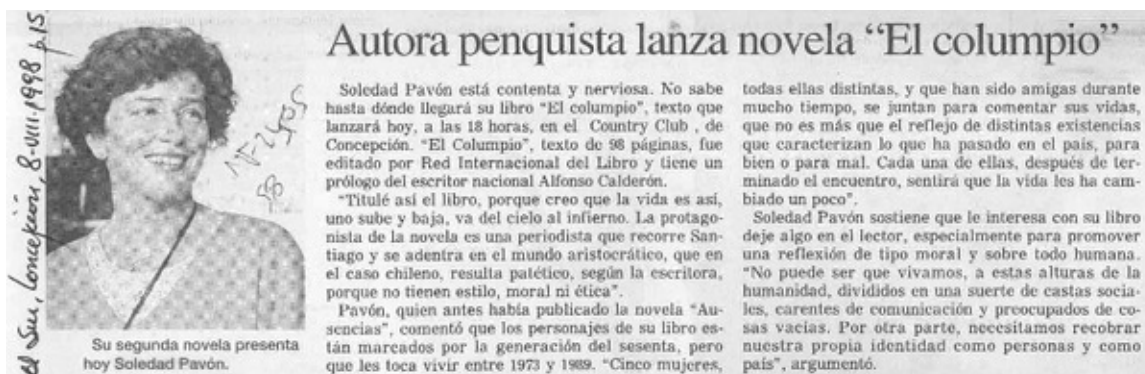 el Sur, Concepción, 8-VIII-1998 p.15.
Autora penquista lanza novela “El columpio”
Soledad Pavón está contenta y nerviosa. No sabe
hasta dónde llegará su libro “El columpio”, texto que
lanzará hoy, a las 18 horas, en el Country Club , de
Concepción. “El Columpio”, texto de 98 páginas, fue
editado por Red Internacional del Libro y tiene un
prólogo del escritor nacional Alfonso Calderón.
“Titulé así el libro, porque creo que la vida es así,
uno sube y baja, va del cielo al infierno. La protago-
nista de la novela es una periodista que recorre San-
tiago y se adentra en el mundo aristocrático, que en
el caso chileno, resulta patético, según la escritora,
porque no tienen estilo, moral ni ética”.
Pavón, quien antes había publicado la novela “Au-
sencias”, comentó que los personajes de su libro es-
tán marcados por la generación del sesenta, pero
que les toca vivir entre 1973 y 1989. “Cinco mujeres,
todas ellas distintas, y que han sido amigas durante
mucho tiempo, se juntan para comentar sus vidas,
que no es más que el reflejo de distintas existencias
que caracterizan lo que ha pasado en el país, para
bien o para mal. Cada una de ellas, después de ter-
minado el encuentro, sentirá que la vida les ha cam-
biado un poco”.
Soledad Pavón sostiene que le interesa con su libro
deje algo en el lector, especialmente para promover
una reflexión de tipo moral y sobre todo humana.
“No puede ser que vivamos, a estas alturas de la
humanidad, divididos en una suerte de castas socia-
les, carentes de comunicación y preocupados de co-
sas vacías. Por otra parte, necesitamos recobrar
nuestra propia identidad como personas y como
país”, argumentó.
Su segunda novela presenta
hoy Soledad Pavón.